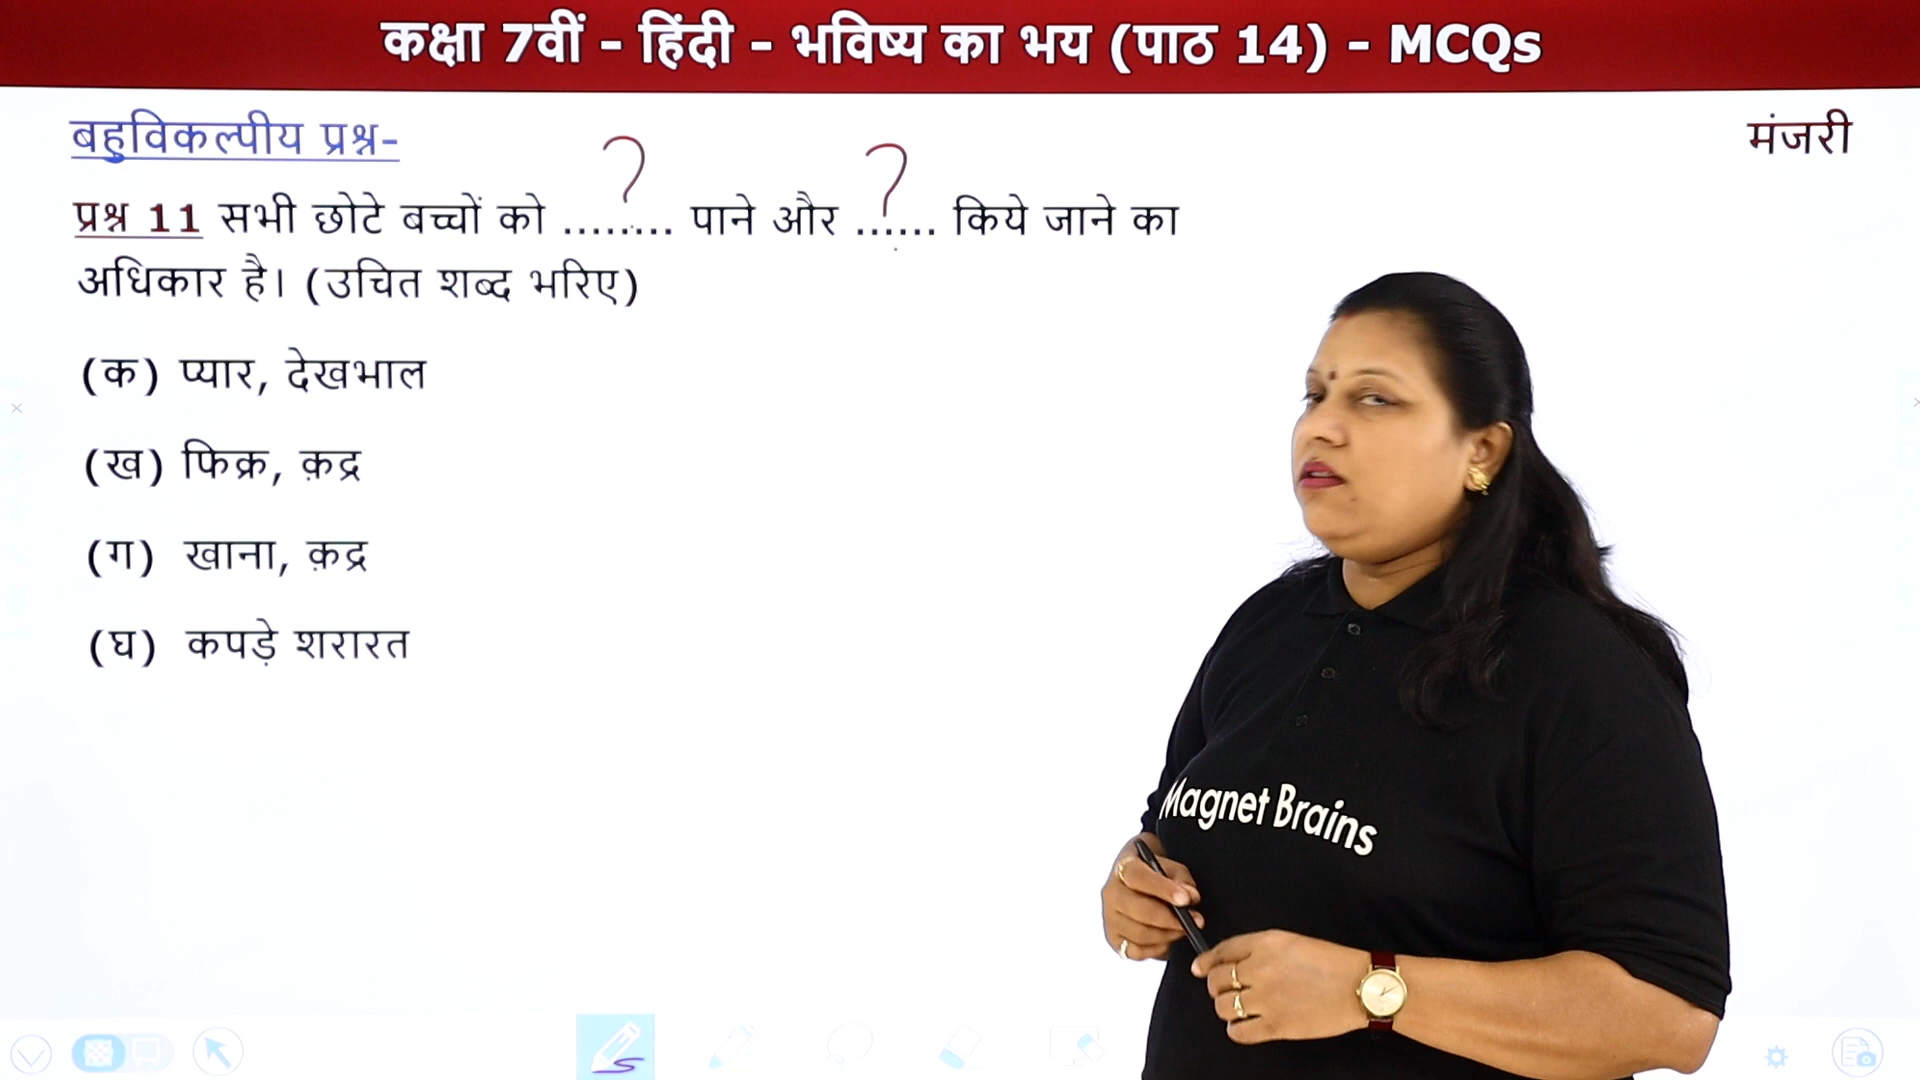 कक्षा 7वीं - हिंदी - भविष्य का भय (पाठ 14) - MCQs
बहुविकल्पीय प्रश्न-
मंजरी
? ?
प्रश्न 11 सभी छोटे बच्चों को ........ पाने और ...... किये जाने का
अधिकार है। (उचित शब्द भरिए)
(क) प्यार, देखभाल
(ख) फिक्र, क़द्र
(ग) खाना, क़द्र
(घ) कपड़े शरारत
Magnet Brains